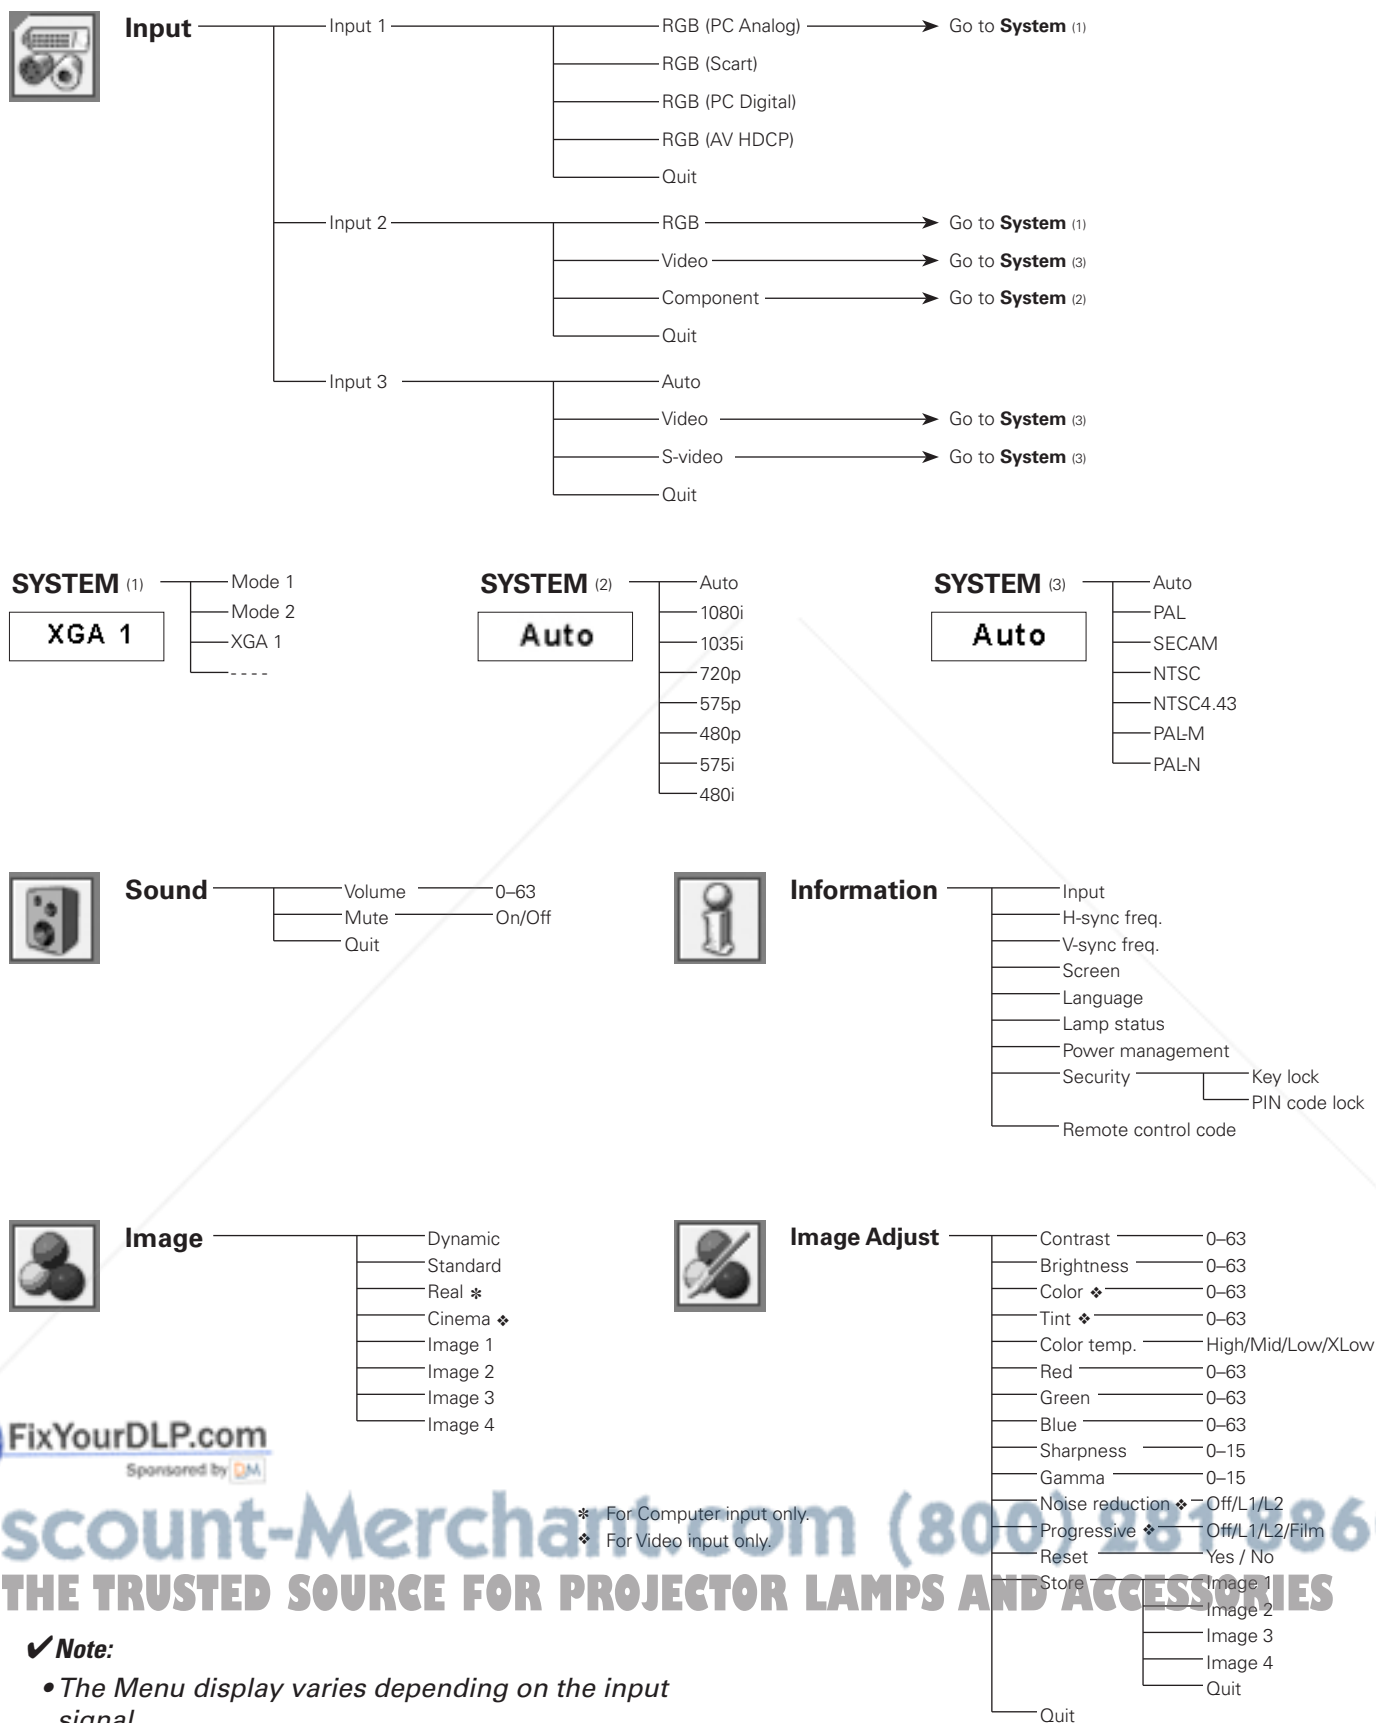 Input
Input 1
RGB (PC Analog)
Go to System (1)
RGB (Scart)
RGB (PC Digital)
RGB (AV HDCP)
Quit
Input 2
RGB
Go to System (1)
Video
Go to System (3)
Component
Go to System (2)
Quit
Input 3
Auto
Video
Go to System (3)
S-video
Go to System (3)
Quit
SYSTEM (1)
XGA 1
Mode 1
Mode 2
XGA 1
- - - -
SYSTEM (2)
Auto
Auto
1080i
1035i
720p
575p
480p
575i
480i
SYSTEM (3)
Auto
Auto
PAL
SECAM
NTSC
NTSC4.43
PAL-M
PAL-N
Sound
Volume 0–63
Mute On/Off
Quit
Information
Input
H-sync freq.
V-sync freq.
Screen
Language
Lamp status
Power management
Security
Key lock
PIN code lock
Remote control code
Image
Dynamic
Standard
Real ✻
Cinema ❖
Image 1
Image 2
Image 3
Image 4
Image Adjust
Contrast 0–63
Brightness 0–63
Color ❖ 0–63
Tint ❖ 0–63
Color temp. High/Mid/Low/XLow
Red 0–63
Green 0–63
Blue 0–63
Sharpness 0–15
Gamma 0–15
Noise reduction ❖ Off/L1/L2
Progressive ❖ Off/L1/L2/Film
Reset Yes / No
Store Image 1
Image 2
Image 3
Image 4
Quit
Quit
FixYourDLP.com
Sponsored by DM
✻ For Computer input only.
❖ For Video input only.
scount-Merchant.com (800) 281-886
THE TRUSTED SOURCE FOR PROJECTOR LAMPS AND ACCESSORIES
✔Note:
• The Menu display varies depending on the input
signal